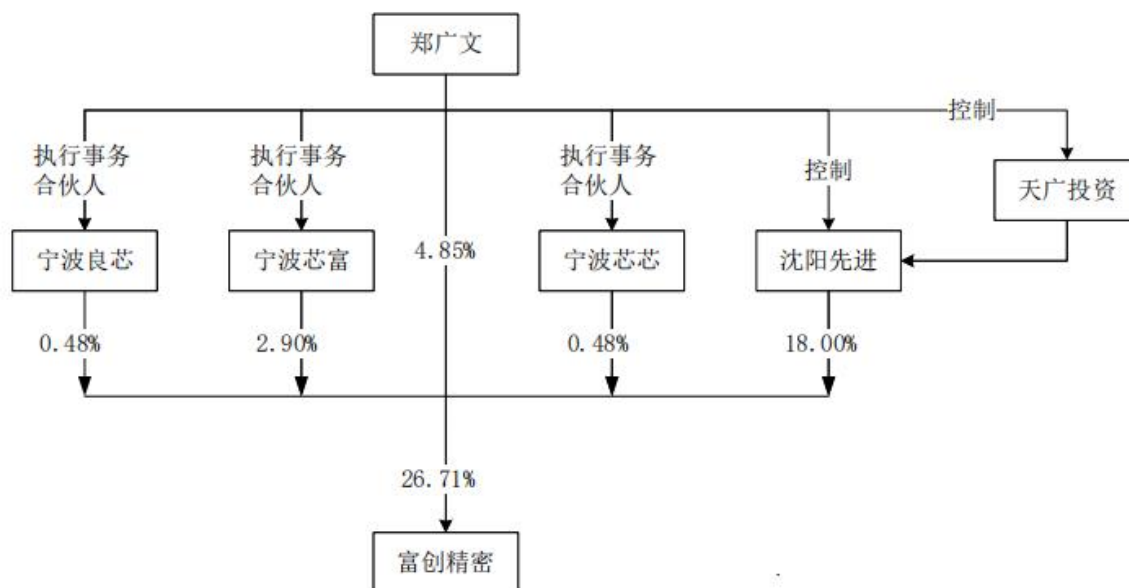 郑广文
控制
执行事务
合伙人
执行事务
合伙人
执行事务
合伙人
控制
天广投资
宁波良芯
宁波芯富
4.85%
宁波芯芯
沈阳先进
0.48%
2.90%
0.48%
18.00%
26.71%
富创精密